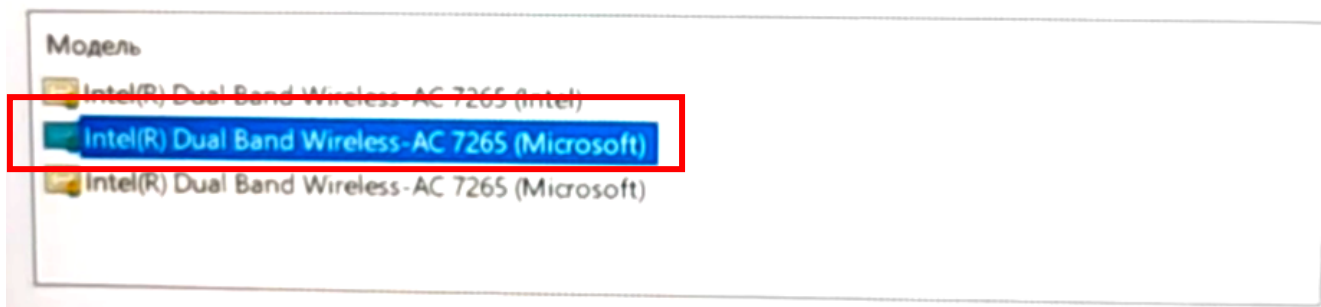 Модель
Intel(R) Dual Band Wireless-AC 7265 (Intel)
Intel(R) Dual Band Wireless-AC 7265 (Microsoft)
Intel(R) Dual Band Wireless-AC 7265 (Microsoft)